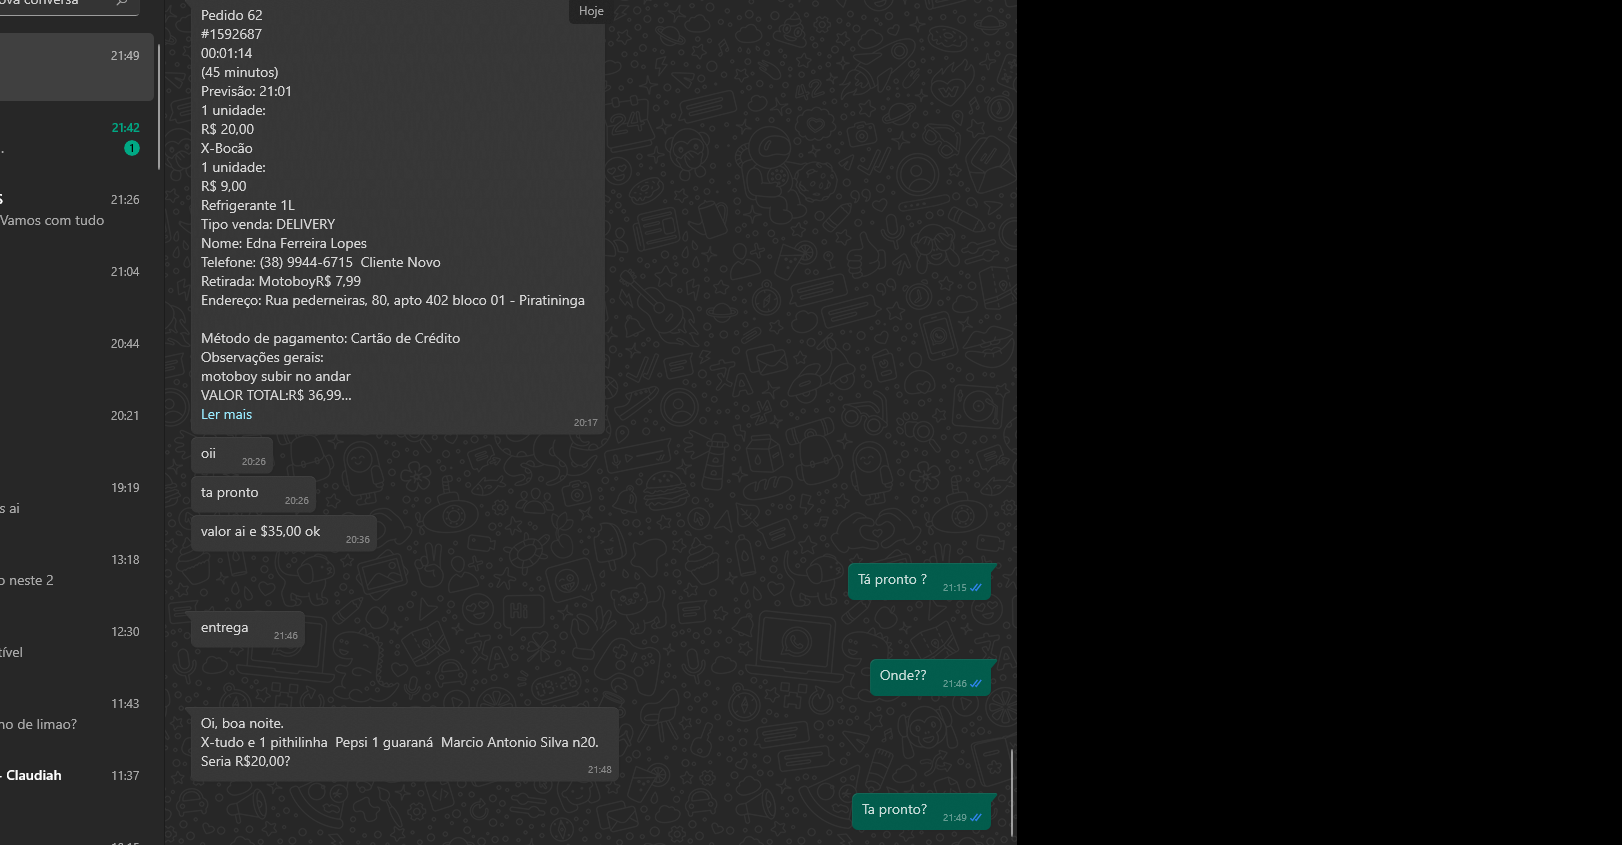 ova conversa
21:49
21:42
.
1
S
21:26
Vamos com tudo
21:04
20:44
20:21
19:19
s ai
13:18
o neste 2
12:30
tível
11:43
ho de limao?
- Claudiah
11:37
Hoje
Pedido 62
#1592687
00:01:14
(45 minutos)
Previsão: 21:01
1 unidade:
R$ 20,00
X-Bocão
1 unidade:
R$ 9,00
Refrigerante 1L
Tipo venda: DELIVERY
Nome: Edna Ferreira Lopes
Telefone: (38) 9944-6715  Cliente Novo
Retirada: MotoboyR$ 7,99
Endereço: Rua pederneiras, 80, apto 402 bloco 01 - Piratininga
Método de pagamento: Cartão de Crédito
Observações gerais:
motoboy subir no andar
VALOR TOTAL:R$ 36,99...
Ler mais
20:17
oii
20:26
ta pronto
20:26
valor ai e $35,00 ok
20:36
Tá pronto ?
21:15
entrega
21:46
Onde??
21:46
Oi, boa noite.
X-tudo e 1 pithilinha  Pepsi 1 guaraná  Marcio Antonio Silva n20.
Seria R$20,00?
21:48
Ta pronto?
21:49